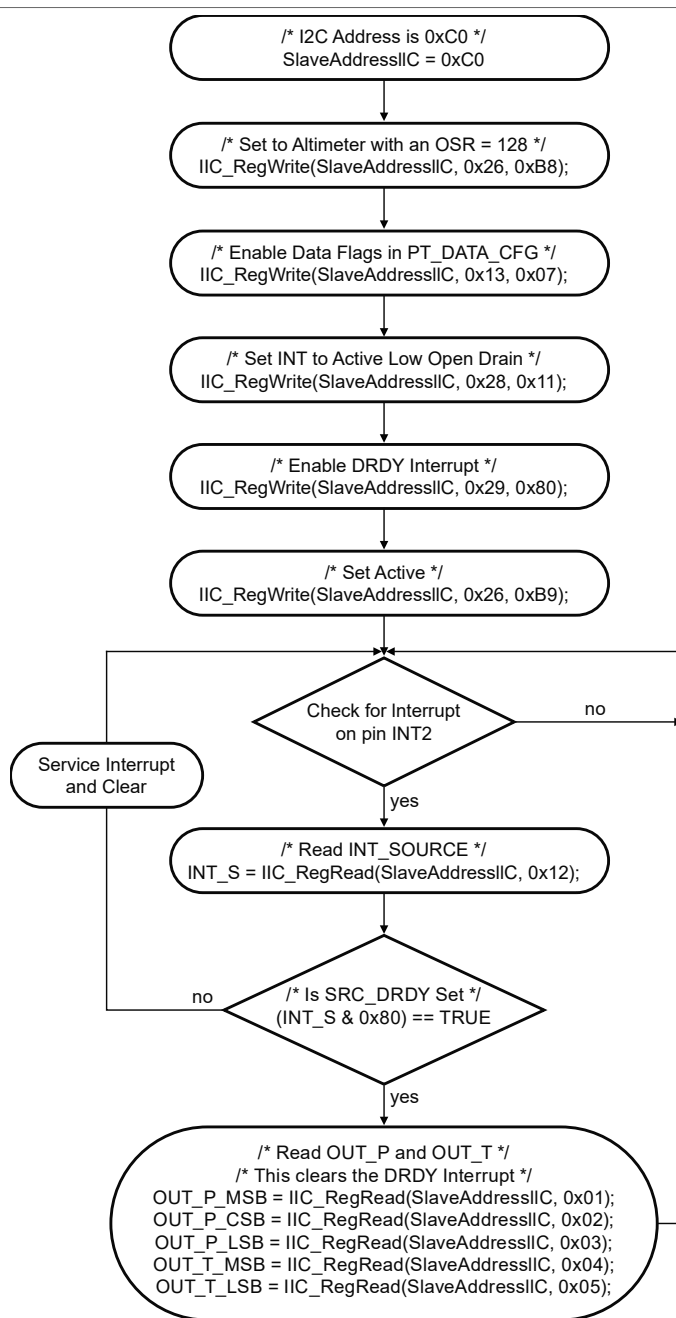 /* I2C Address is 0xC0 */
SlaveAddressIIC = 0xC0
/* Set to Altimeter with an OSR = 128 */
IIC_RegWrite(SlaveAddressIIC, 0x26, 0xB8);
/* Enable Data Flags in PT_DATA_CFG */
IIC_RegWrite(SlaveAddressIIC, 0x13, 0x07);
/* Set INT to Active Low Open Drain */
IIC_RegWrite(SlaveAddressIIC, 0x28, 0x11);
/* Enable DRDY Interrupt */
IIC_RegWrite(SlaveAddressIIC, 0x29, 0x80);
/* Set Active */
IIC_RegWrite(SlaveAddressIIC, 0x26, 0xB9);
Check for Interrupt
on pin INT2
no
Service Interrupt
and Clear
yes
/* Read INT_SOURCE */
INT_S = IIC_RegRead(SlaveAddressIIC, 0x12);
/* Is SRC_DRDY Set */
(INT_S & 0x80) == TRUE
no
yes
/* Read OUT_P and OUT_T */
/* This clears the DRDY Interrupt */
OUT_P_MSB = IIC_RegRead(SlaveAddressIIC, 0x01);
OUT_P_CSB = IIC_RegRead(SlaveAddressIIC, 0x02);
OUT_P_LSB = IIC_RegRead(SlaveAddressIIC, 0x03);
OUT_T_MSB = IIC_RegRead(SlaveAddressIIC, 0x04);
OUT_T_LSB = IIC_RegRead(SlaveAddressIIC, 0x05);